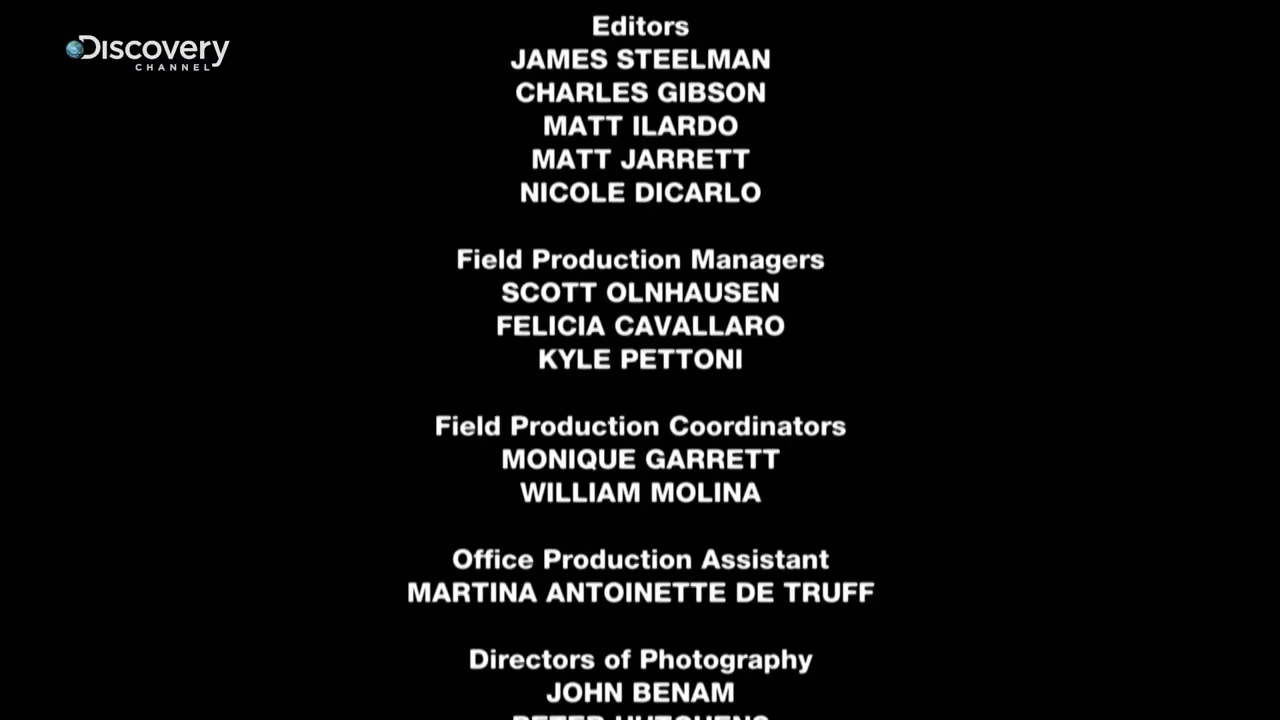 Discovery
CHANNEL
Editors
JAMES STEELMAN
CHARLES GIBSON
MATT ILARDO
MATT JARRETT
NICOLE DICARLO
Field Production Managers
SCOTT OLNHAUSEN
FELICIA CAVALLARO
KYLE PETTONI
Field Production Coordinators
MONIQUE GARRETT
WILLIAM MOLINA
Office Production Assistant
MARTINA ANTOINETTE DE TRUFF
Directors of Photography
JOHN BENAM